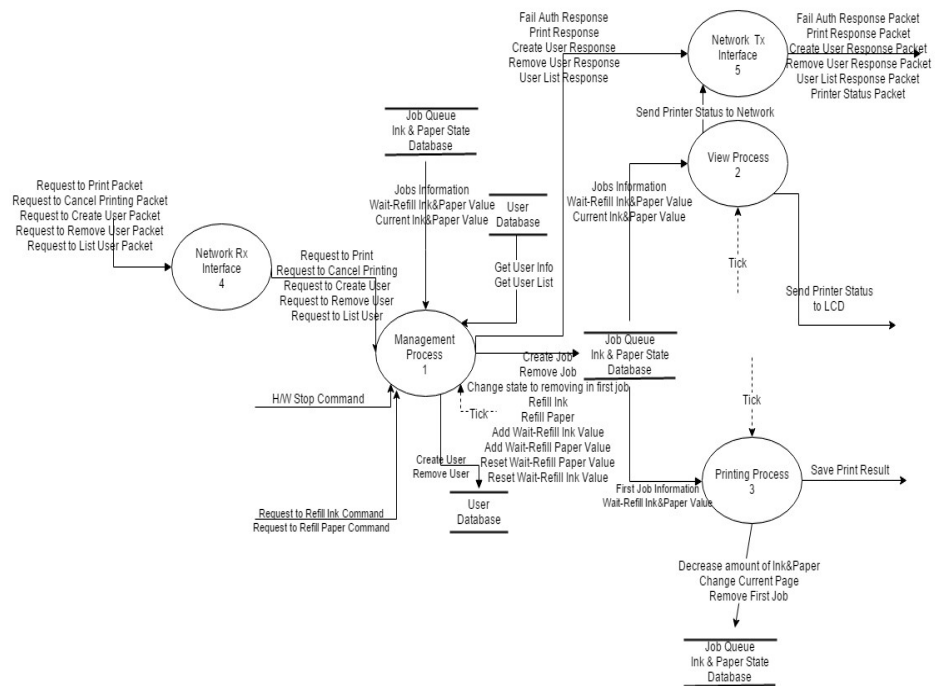 Fail Auth Response
Print Response
Create User Response
Remove User Response
User List Response
Network Tx
Interface
5
Fail Auth Response Packet
Print Response Packet
Create User Response Packet
Remove User Response Packet
User List Response Packet
Printer Status Packet
Send Printer Status to Network
Job Queue
Ink & Paper State
Database
View Process
2
Jobs Information
Wait-Refill Ink&Paper Value
Current Ink&Paper Value
User
Database
Jobs Information
Wait-Refill Ink&Paper Value
Current Ink&Paper Value
Request to Print Packet
Request to Cancel Printing Packet
Request to Create User Packet
Request to Remove User Packet
Request to List User Packet
Network Rx
Interface
4
Request to Print
Request to Cancel Printing
Request to Create User
Request to Remove User
Request to List User
Get User Info
Get User List
Tick
Send Printer Status
to LCD
Management
Process
1
Job Queue
Ink & Paper State
Database
Create Job
Remove Job
Change state to removing in first job
Refill Ink
Refill Paper
Add Wait-Refill Ink Value
Add Wait-Refill Paper Value
Reset Wait-Refill Paper Value
Reset Wait-Refill Ink Value
H/W Stop Command
Tick
Tick
Create User
Remove User
User
Database
Request to Refill Ink Command
Request to Refill Paper Command
First Job Information
Wait-Refill Ink&Paper Value
Printing Process
3
Save Print Result
Decrease amount of Ink&Paper
Change Current Page
Remove First Job
Job Queue
Ink & Paper State
Database